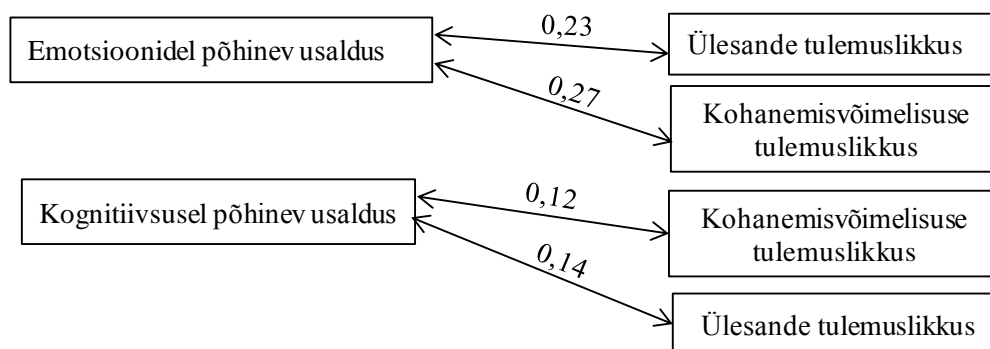 Emotsioonidel põhinev usaldus
0,23
Ülesande tulemuslikkus
0,27
Kohanemisvõimelisuse
tulemuslikkus
Kognitiivsusel põhinev usaldus
0,12
Kohanemisvõimelisuse
tulemuslikkus
0,14
Ülesande tulemuslikkus